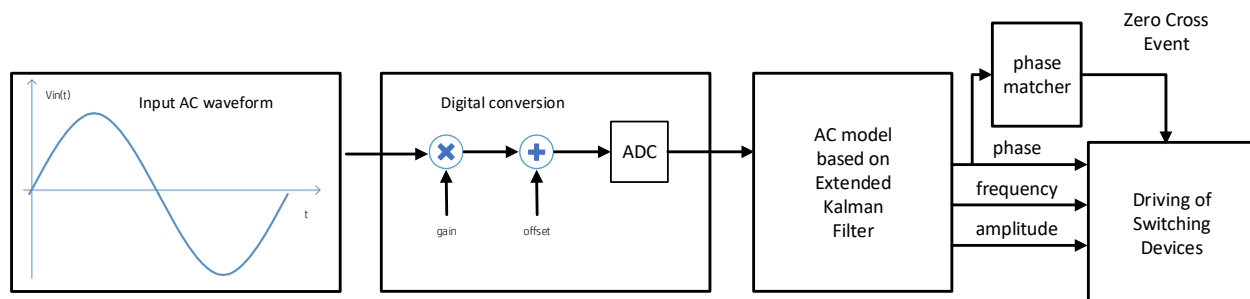 Vin(t)
Input AC waveform
t
Digital conversion
ADC
gain
offset
AC model
based on
Extended
Kalman
Filter
phase
frequency
amplitude
phase
matcher
Zero Cross
Event
Driving of
Switching
Devices